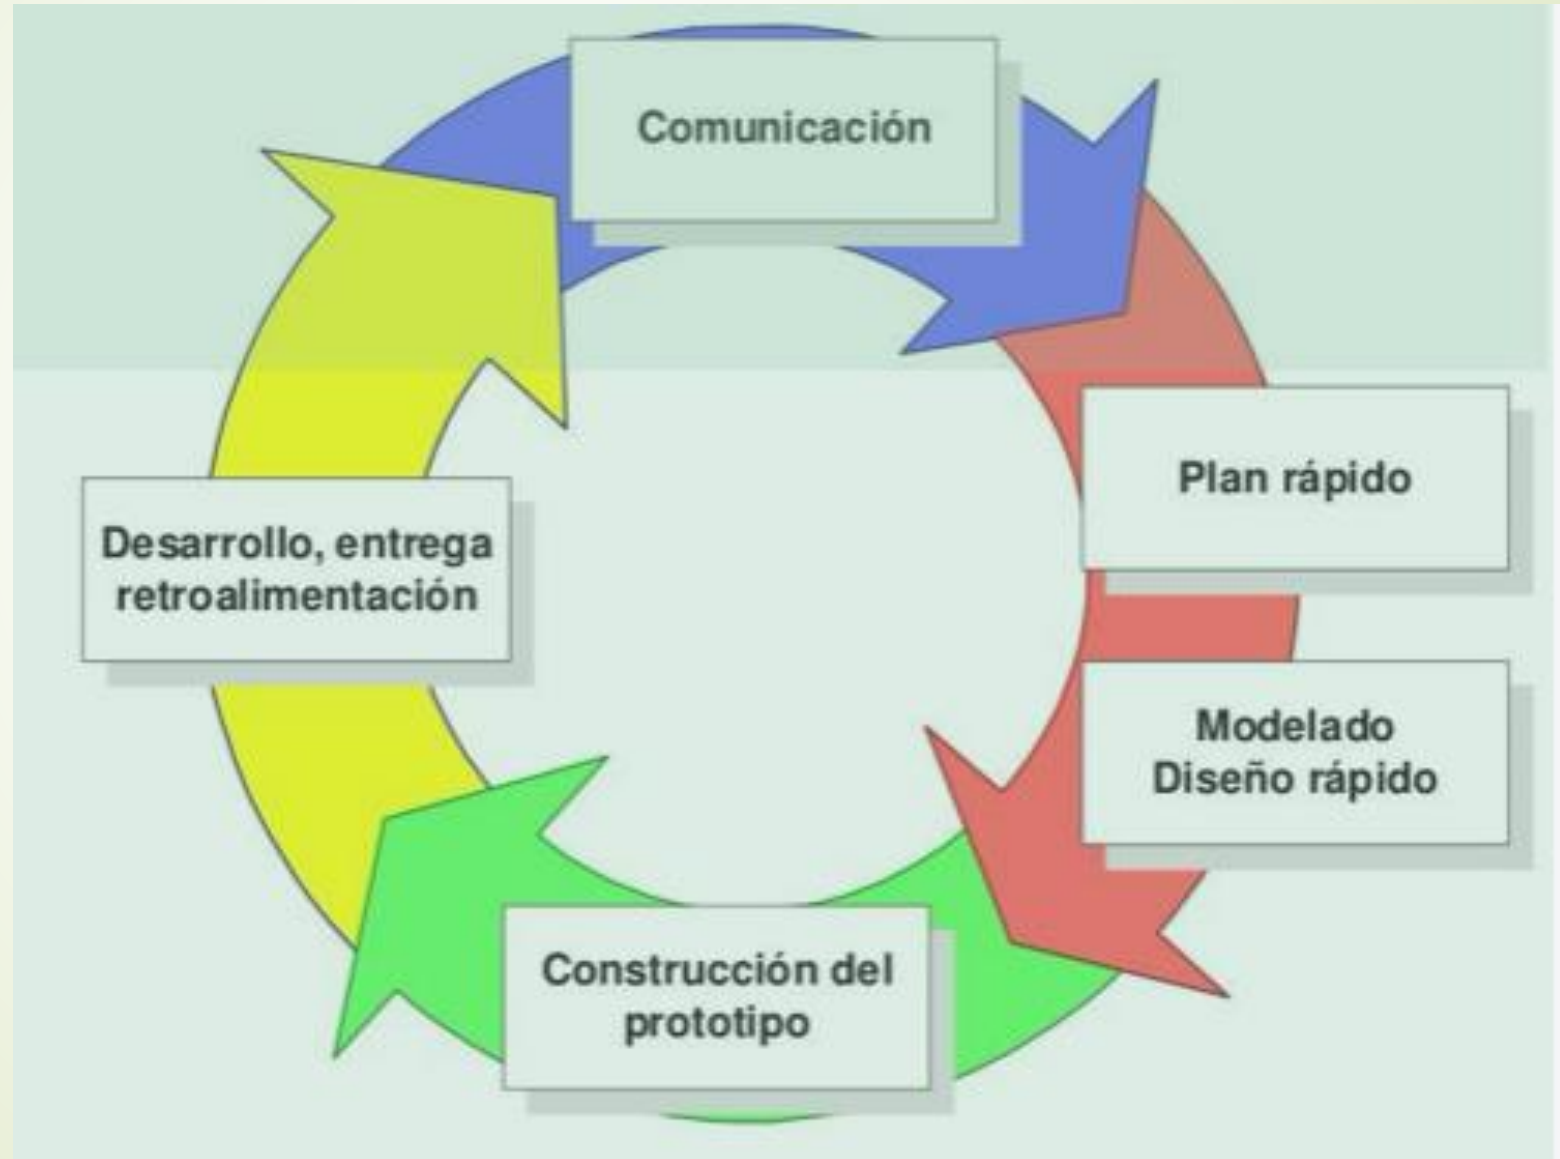 Comunicación
Plan rápido
Modelado
Diseño rápido
Construcción del
prototipo
Desarrollo, entrega
retroalimentación